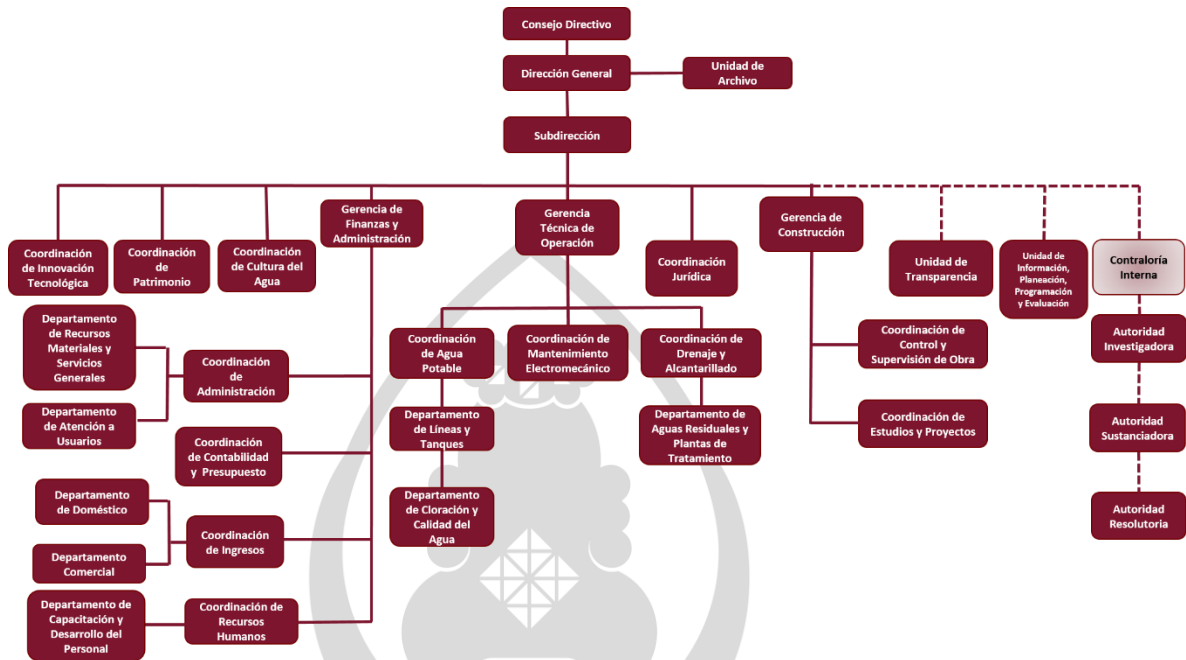 Consejo Directivo
Dirección General
Unidad de
Archivo
Subdirección
Coordinación
de Innovación
Tecnológica
Coordinación
de
Patrimonio
Coordinación
de Cultura del
Agua
Gerencia de
Finanzas y
Administración
Gerencia
Técnica de
Operación
Coordinación
Jurídica
Gerencia de
Construcción
Unidad de
Transparencia
Unidad de
Información,
Planeación,
Programación
y Evaluación
Contraloría
Interna
Departamento
de Recursos
Materiales y
Servicios
Generales
Coordinación
de
Administración
Departamento
de Atención a
Usuarios
Coordinación
de Contabilidad
y Presupuesto
Departamento
de Doméstico
Coordinación
de Ingresos
Departamento
Comercial
Departamento de
Capacitación y
Desarrollo del
Personal
Coordinación de
Recursos
Humanos
Coordinación
de Agua
Potable
Coordinación de
Mantenimiento
Electromecánico
Coordinación de
Drenaje y
Alcantarillado
Departamento
de Líneas y
Tanques
Departamento de
Aguas Residuales y
Plantas de
Tratamiento
Departamento
de Cloración y
Calidad del
Agua
Coordinación de
Control y
Supervisión de Obra
Coordinación de
Estudios y Proyectos
Autoridad
Investigadora
Autoridad
Sustanciadora
Autoridad
Resolutoria